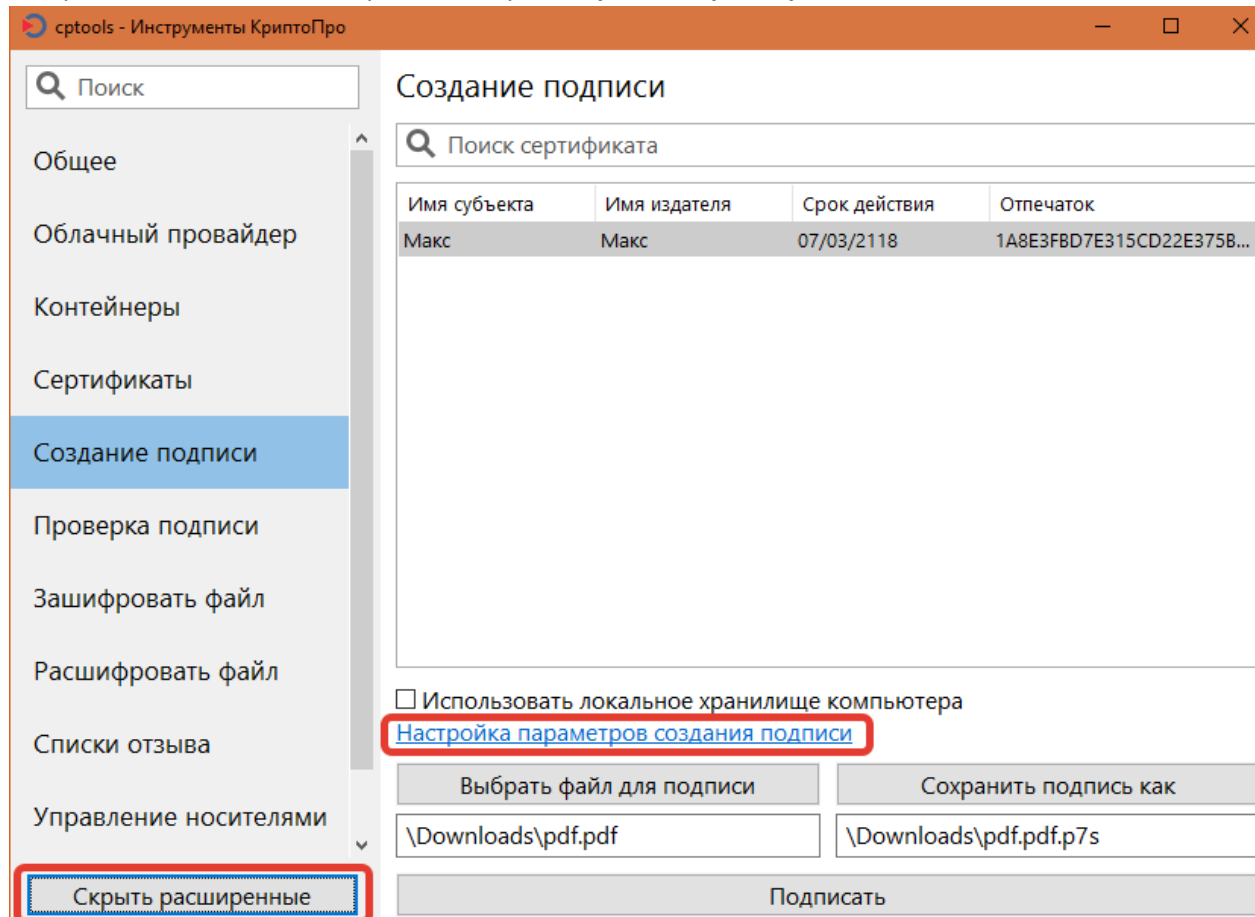 cptools - Инструменты КриптоПро
Поиск
Общее
Облачный провайдер
Контейнеры
Сертификаты
Создание подписи
Проверка подписи
Зашифровать файл
Расшифровать файл
Списки отзыва
Управление носителями
Скрыть расширенные
Создание подписи
Поиск сертификата
Имя субъекта Имя издателя Срок действия Отпечаток
Макс Макс 07/03/2118 1A8E3FBD7E315CD22E375B...
Использовать локальное хранилище компьютера
Настройка параметров создания подписи
Выбрать файл для подписи Сохранить подпись как
\Downloads\pdf.pdf \Downloads\pdf.pdf.p7s
Подписать